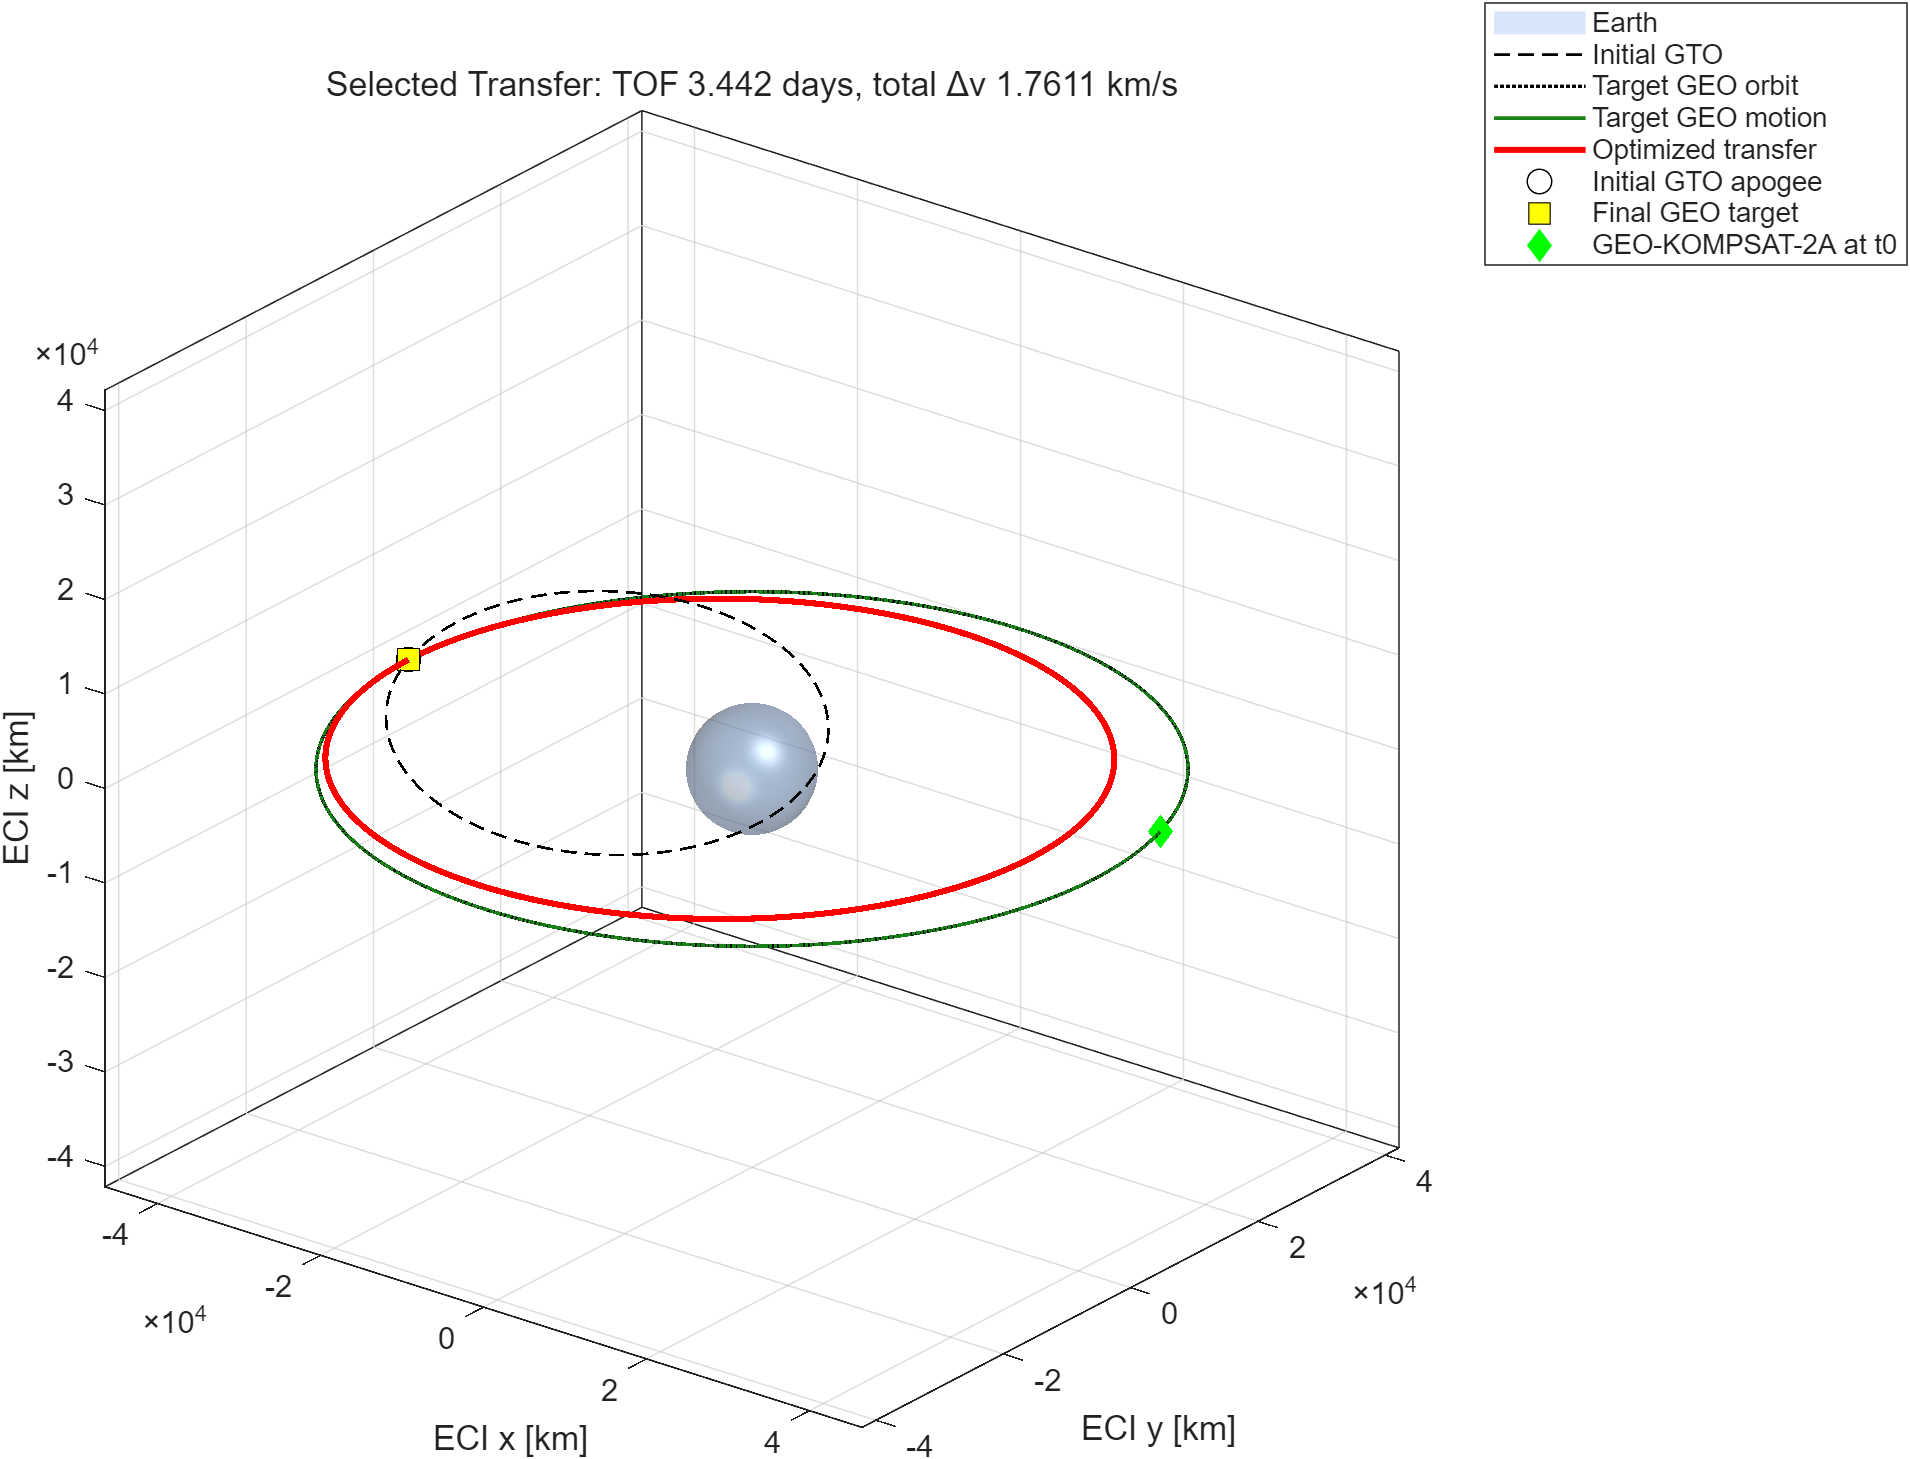 Selected Transfer: TOF 3.442 days, total Δv 1.7611 km/s
Earth
Initial GTO
Target GEO orbit
Target GEO motion
Optimized transfer
Initial GTO apogee
Final GEO target
GEO-KOMPSAT-2A at t0
×10⁴
4
3
2
1
0
-1
-2
-3
-4
ECI z [km]
-4
-2
0
2
4
×10⁴
ECI x [km]
4
2
0
-2
-4
×10⁴
ECI y [km]